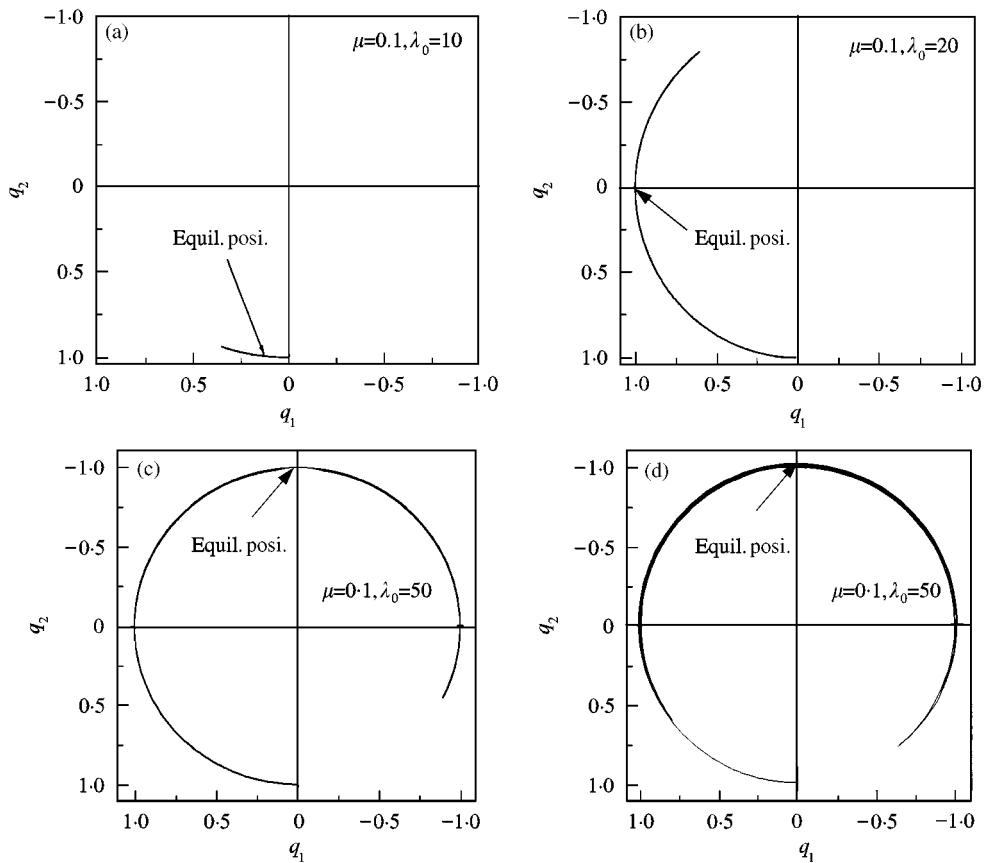 (a)
μ=0.1, λ0=10
−1·0
−0·5
0
0·5
1·0
q2
Equil. posi.
1·0
0·5
0
−0·5
−1·0
q1
(b)
μ=0.1, λ0=20
−1·0
−0·5
0
0·5
1·0
q2
Equil. posi.
1·0
0·5
0
−0·5
−1·0
q1
(c)
−1·0
−0·5
0
0·5
1·0
q2
Equil. posi.
μ=0·1, λ0=50
1·0
0·5
0
−0·5
−1·0
q1
(d)
−1·0
−0·5
0
0·5
1·0
q2
Equil. posi.
μ=0·1, λ0=50
1·0
0·5
0
−0·5
−1·0
q1